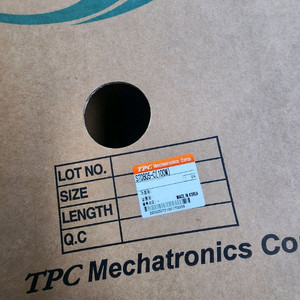 LOT NO.
SIZE
LENGTH
Q.C
TPC Mechatronics Corp
MADE IN KOREA
TPC Mechatronics Co